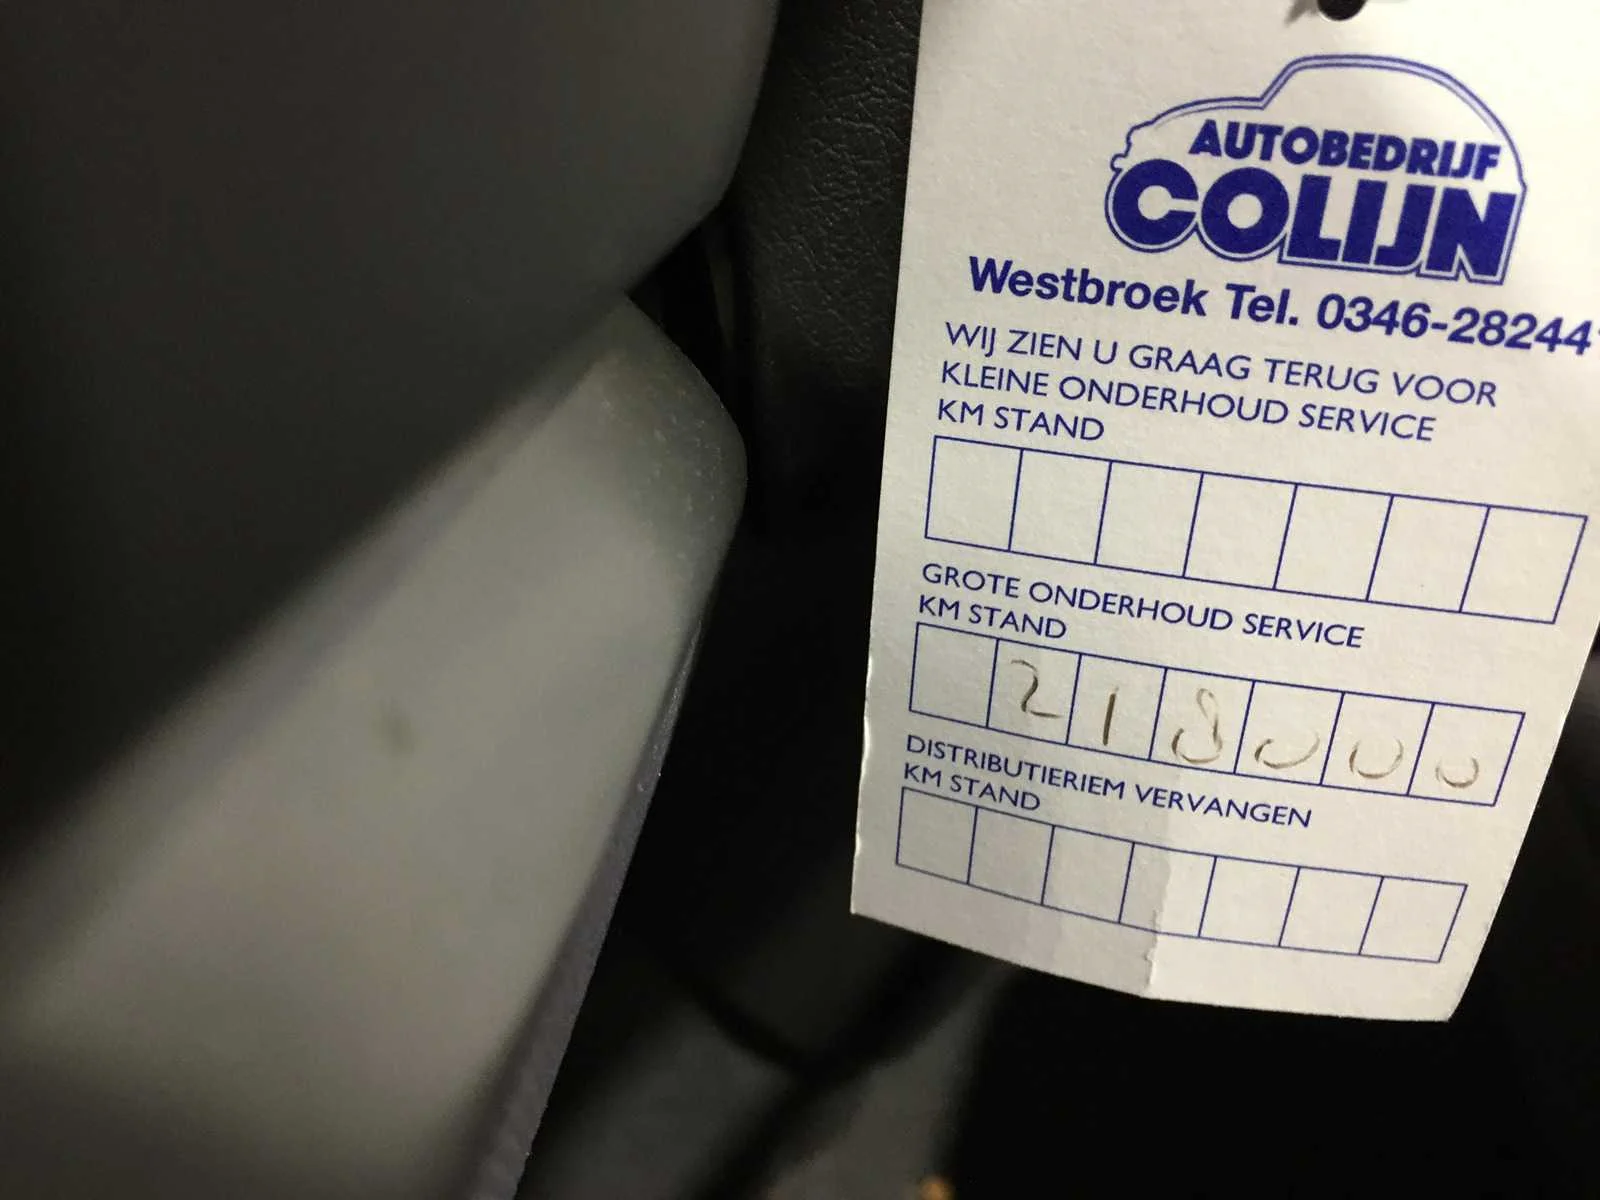 AUTOBEDRIJF
COLIJN
Westbroek Tel. 0346-28244
WIJ ZIEN U GRAAG TERUG VOOR
KLEINE ONDERHOUD SERVICE
KM STAND
GROTE ONDERHOUD SERVICE
KM STAND
218000
DISTRIBUTIERIEM VERVANGEN
KM STAND